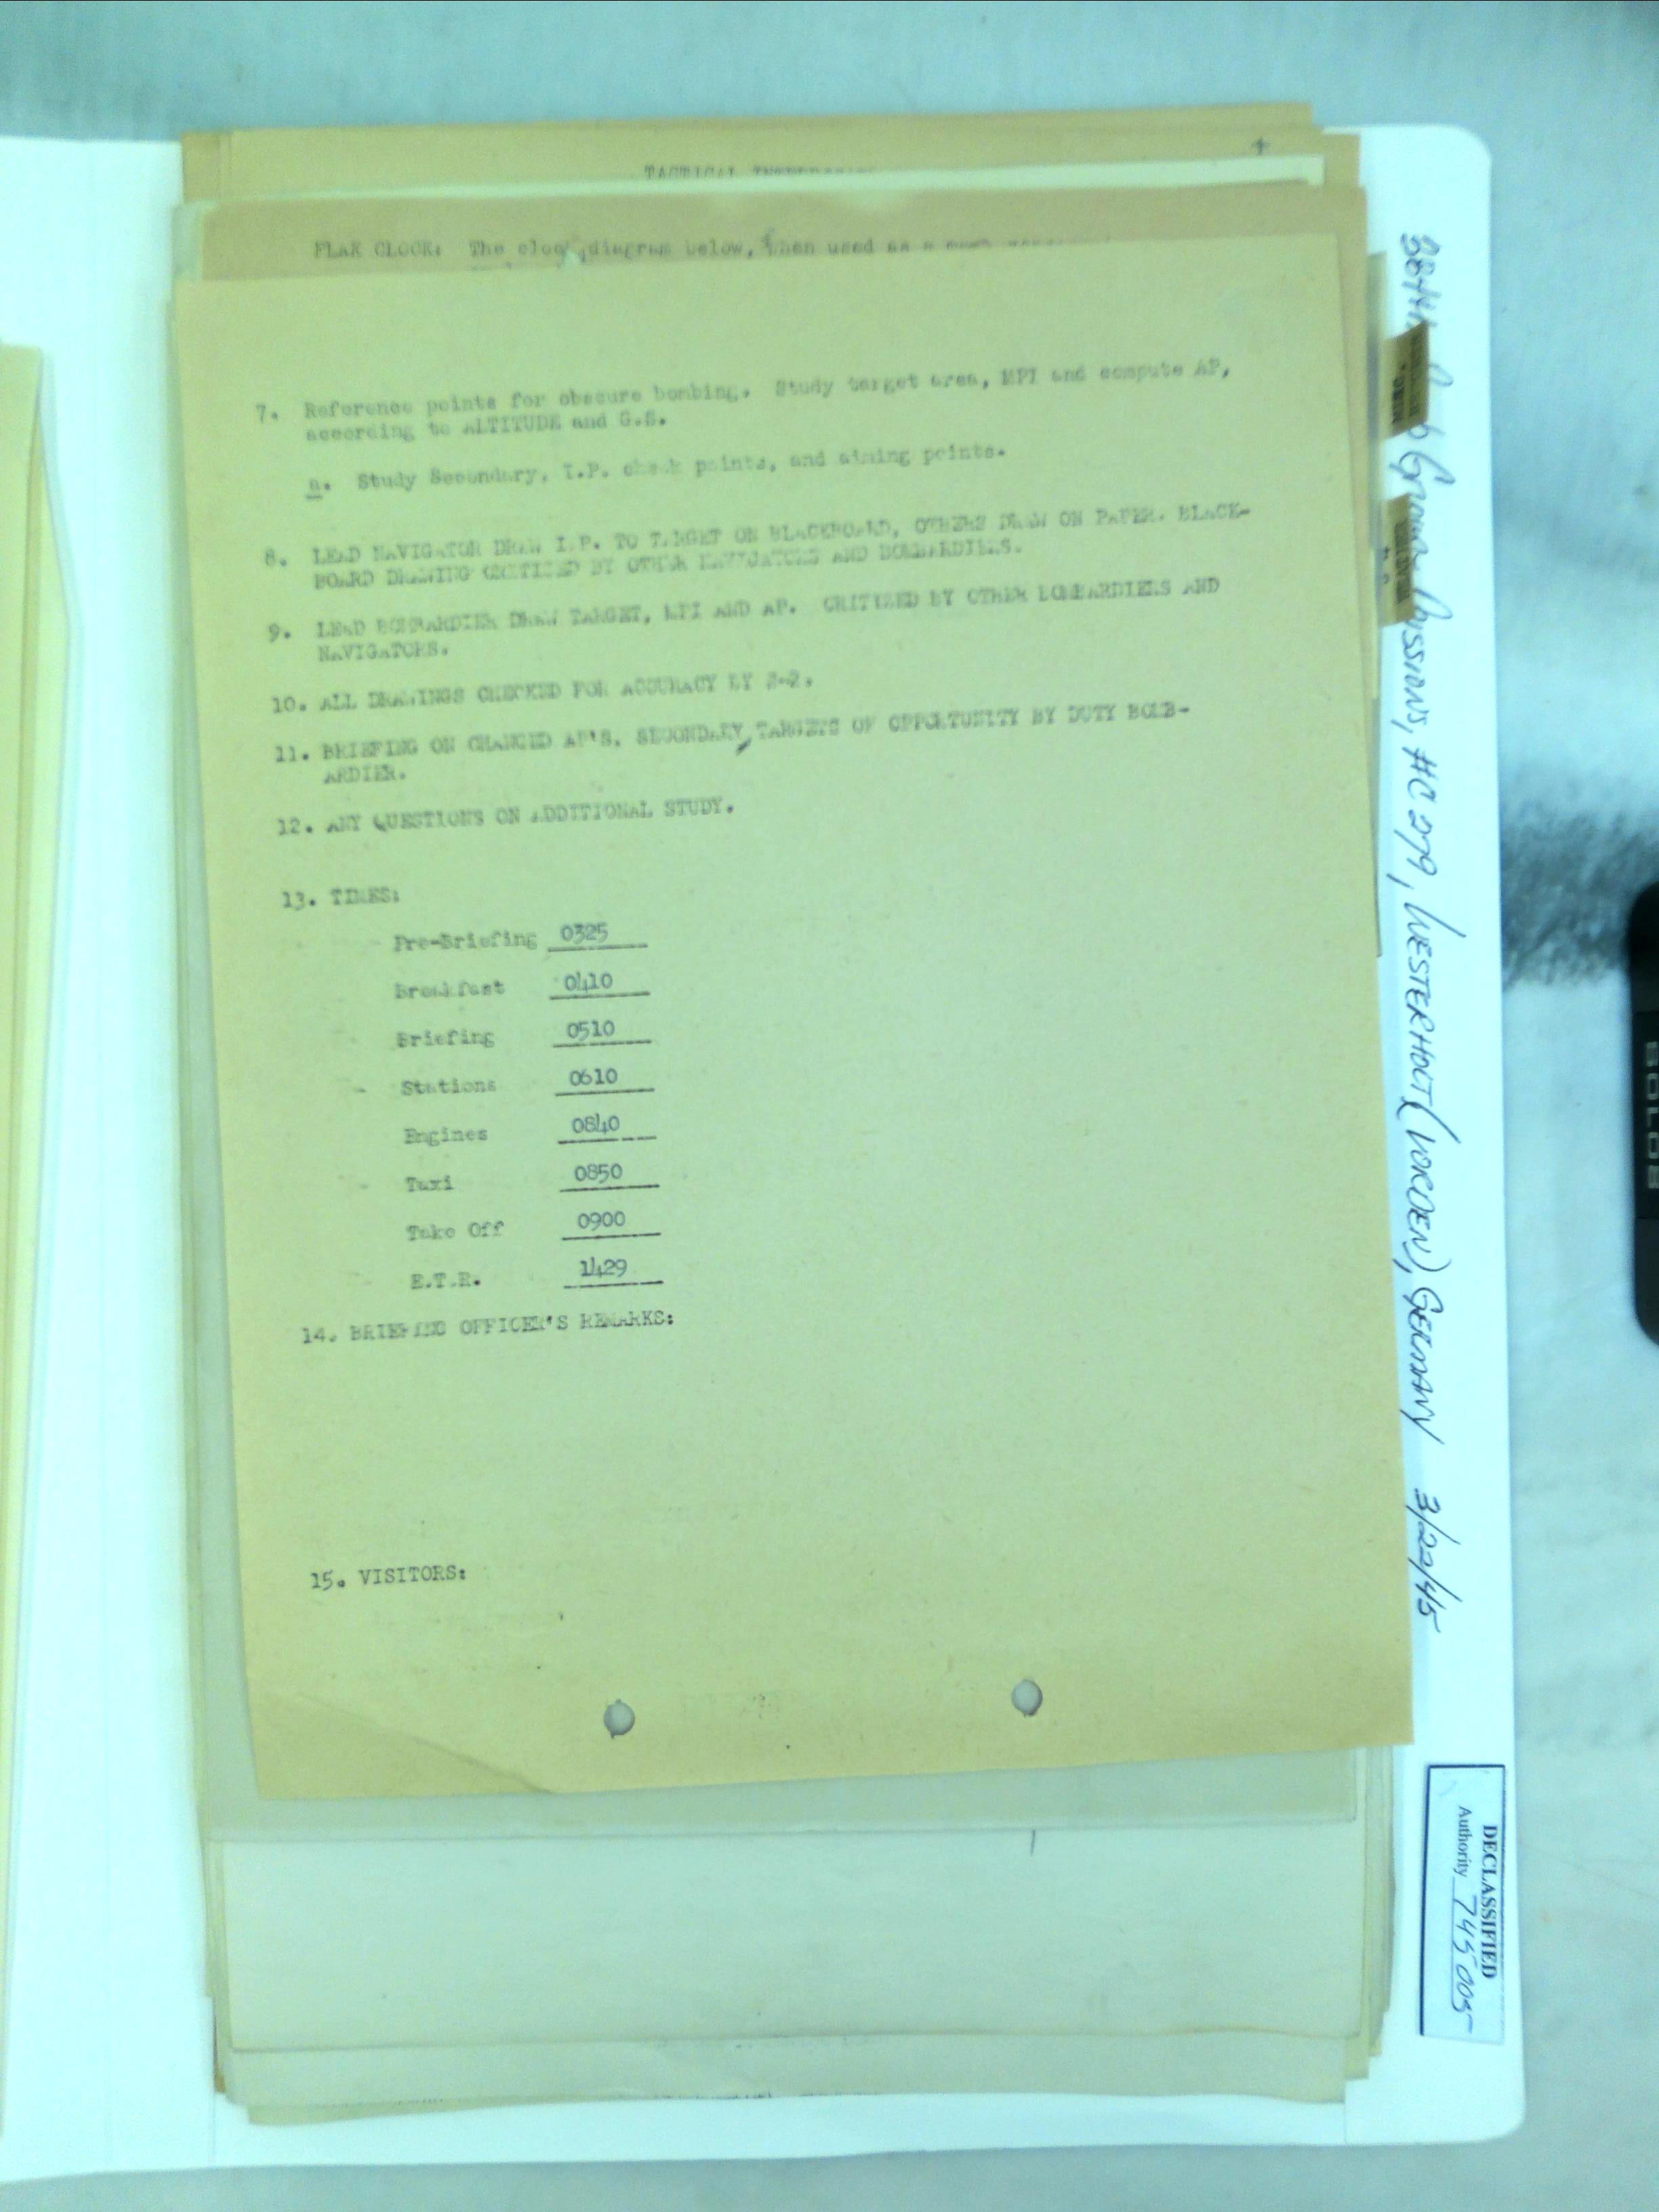 TACTICAL
FLAK CLOCK: The clock diagram below, when used as a
7. Reference points for obscure bombing. Study target area, MPI and compute AP,
according to ALTITUDE and G.S.
a. Study Secondary, I.P. check points, and aiming points.
8. LEAD NAVIGATOR DRAW I.P. TO TARGET ON BLACKBOARD, OTHERS DRAW ON PAPER. BLACK-
BOARD DRAWING CRITIZED BY OTHER NAVIGATORS AND BOMBARDIERS.
9. LEAD BOMBARDIER DRAW TARGET, MPI AND AP. CRITIZED BY OTHER BOMBARDIERS AND
NAVIGATORS.
10. ALL DRAWINGS CHECKED FOR ACCURACY BY S-2.
11. BRIEFING ON CHANGED AP'S, SECONDARY, TARGETS OF OPPORTUNITY BY DUTY BOMB-
ARDIER.
12. ANY QUESTIONS ON ADDITIONAL STUDY.
13. TIMES:
Pre-Briefing 0325
Breakfast 0410
Briefing 0510
Stations 0610
Engines 0840
Taxi 0850
Take Off 0900
E.T.R. 1429
14. BRIEFING OFFICER'S REMARKS:
15. VISITORS:
Group Missions, #C 279, WESTERHOLT (VORDEN), GERMANY 3/22/45
DECLASSIFIED
Authority 745005